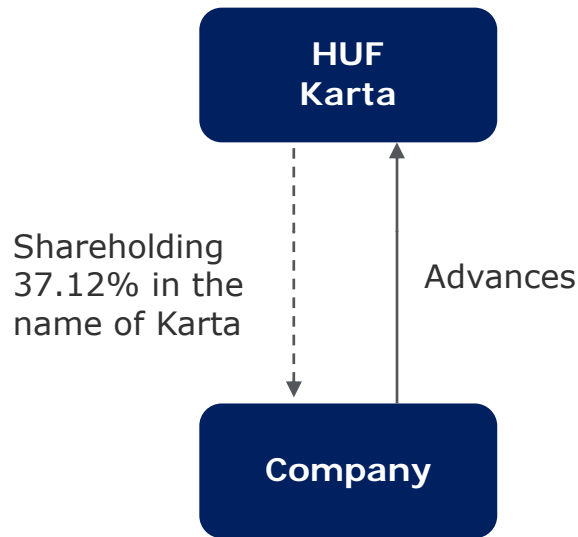 HUF
Karta
Shareholding
37.12% in the
name of Karta
Advances
Company